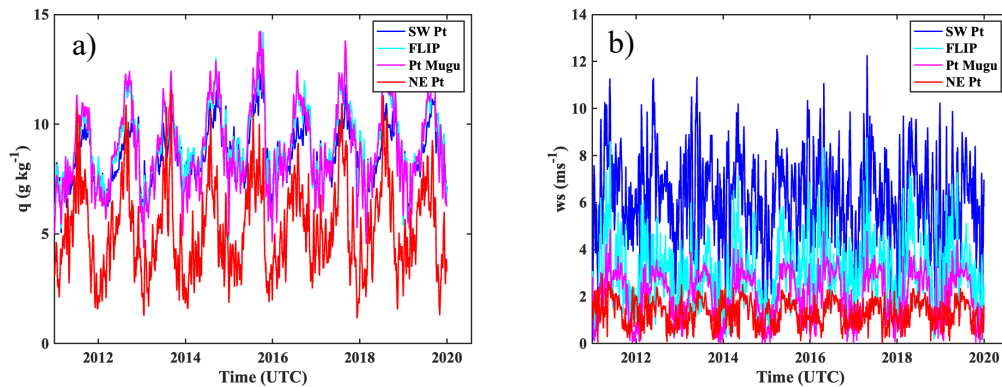 a)
q (g kg⁻¹)
15
10
5
0
2012 2014 2016 2018 2020
Time (UTC)
SW Pt
FLIP
Pt Mugu
NE Pt
b)
ws (ms⁻¹)
14
12
10
8
6
4
2
0
2012 2014 2016 2018 2020
Time (UTC)
SW Pt
FLIP
Pt Mugu
NE Pt